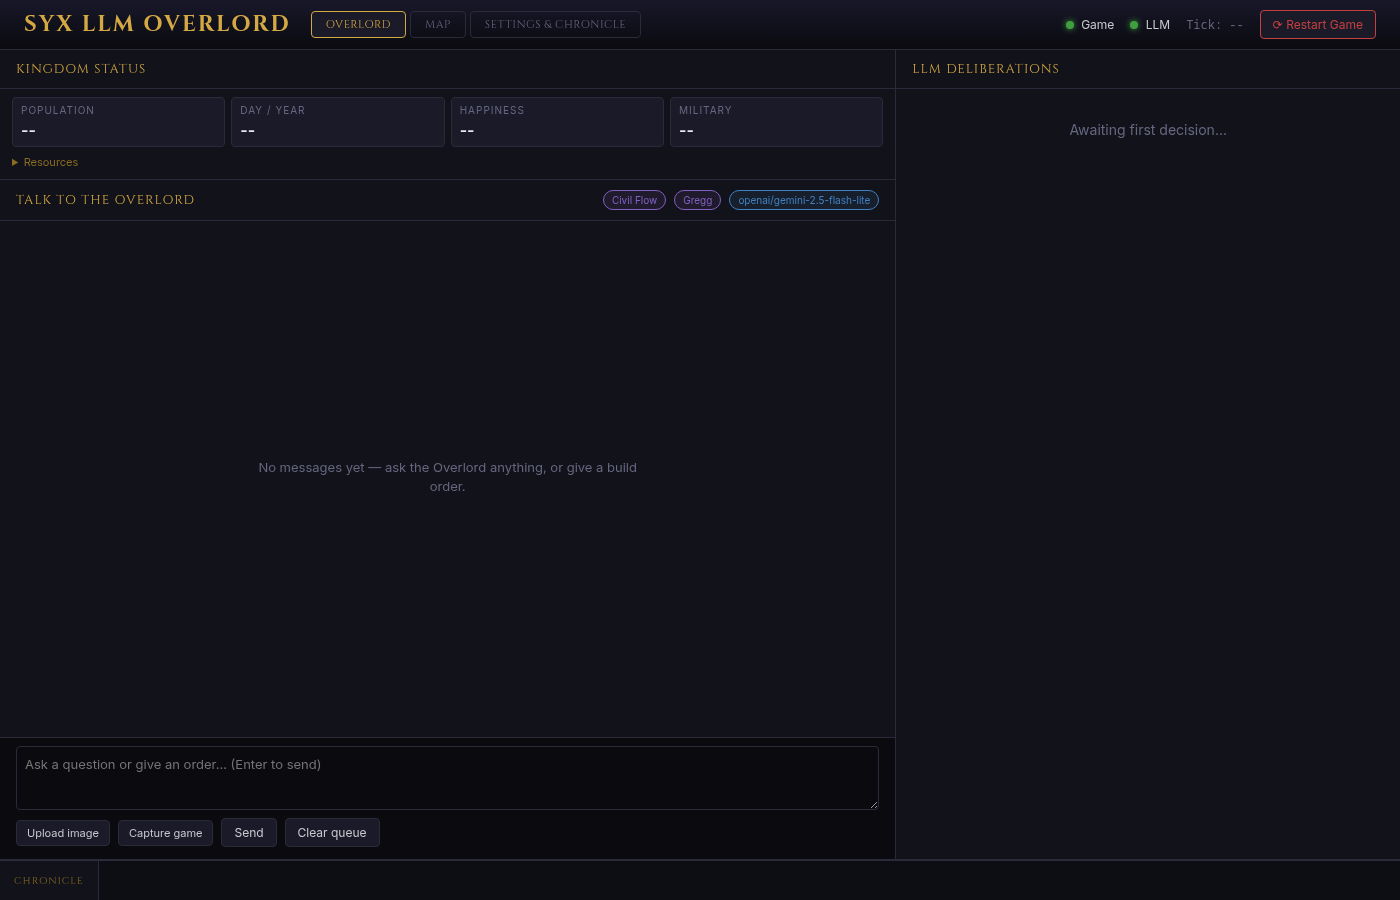 SYX LLM OVERLORD
OVERLORD
MAP
SETTINGS & CHRONICLE
Game
LLM
Tick: --
⟳ Restart Game
KINGDOM STATUS
POPULATION
--
DAY / YEAR
--
HAPPINESS
--
MILITARY
--
▶ Resources
TALK TO THE OVERLORD
Civil Flow
Gregg
openai/gemini-2.5-flash-lite
No messages yet — ask the Overlord anything, or give a build
order.
Ask a question or give an order... (Enter to send)
Upload image
Capture game
Send
Clear queue
LLM DELIBERATIONS
Awaiting first decision...
CHRONICLE